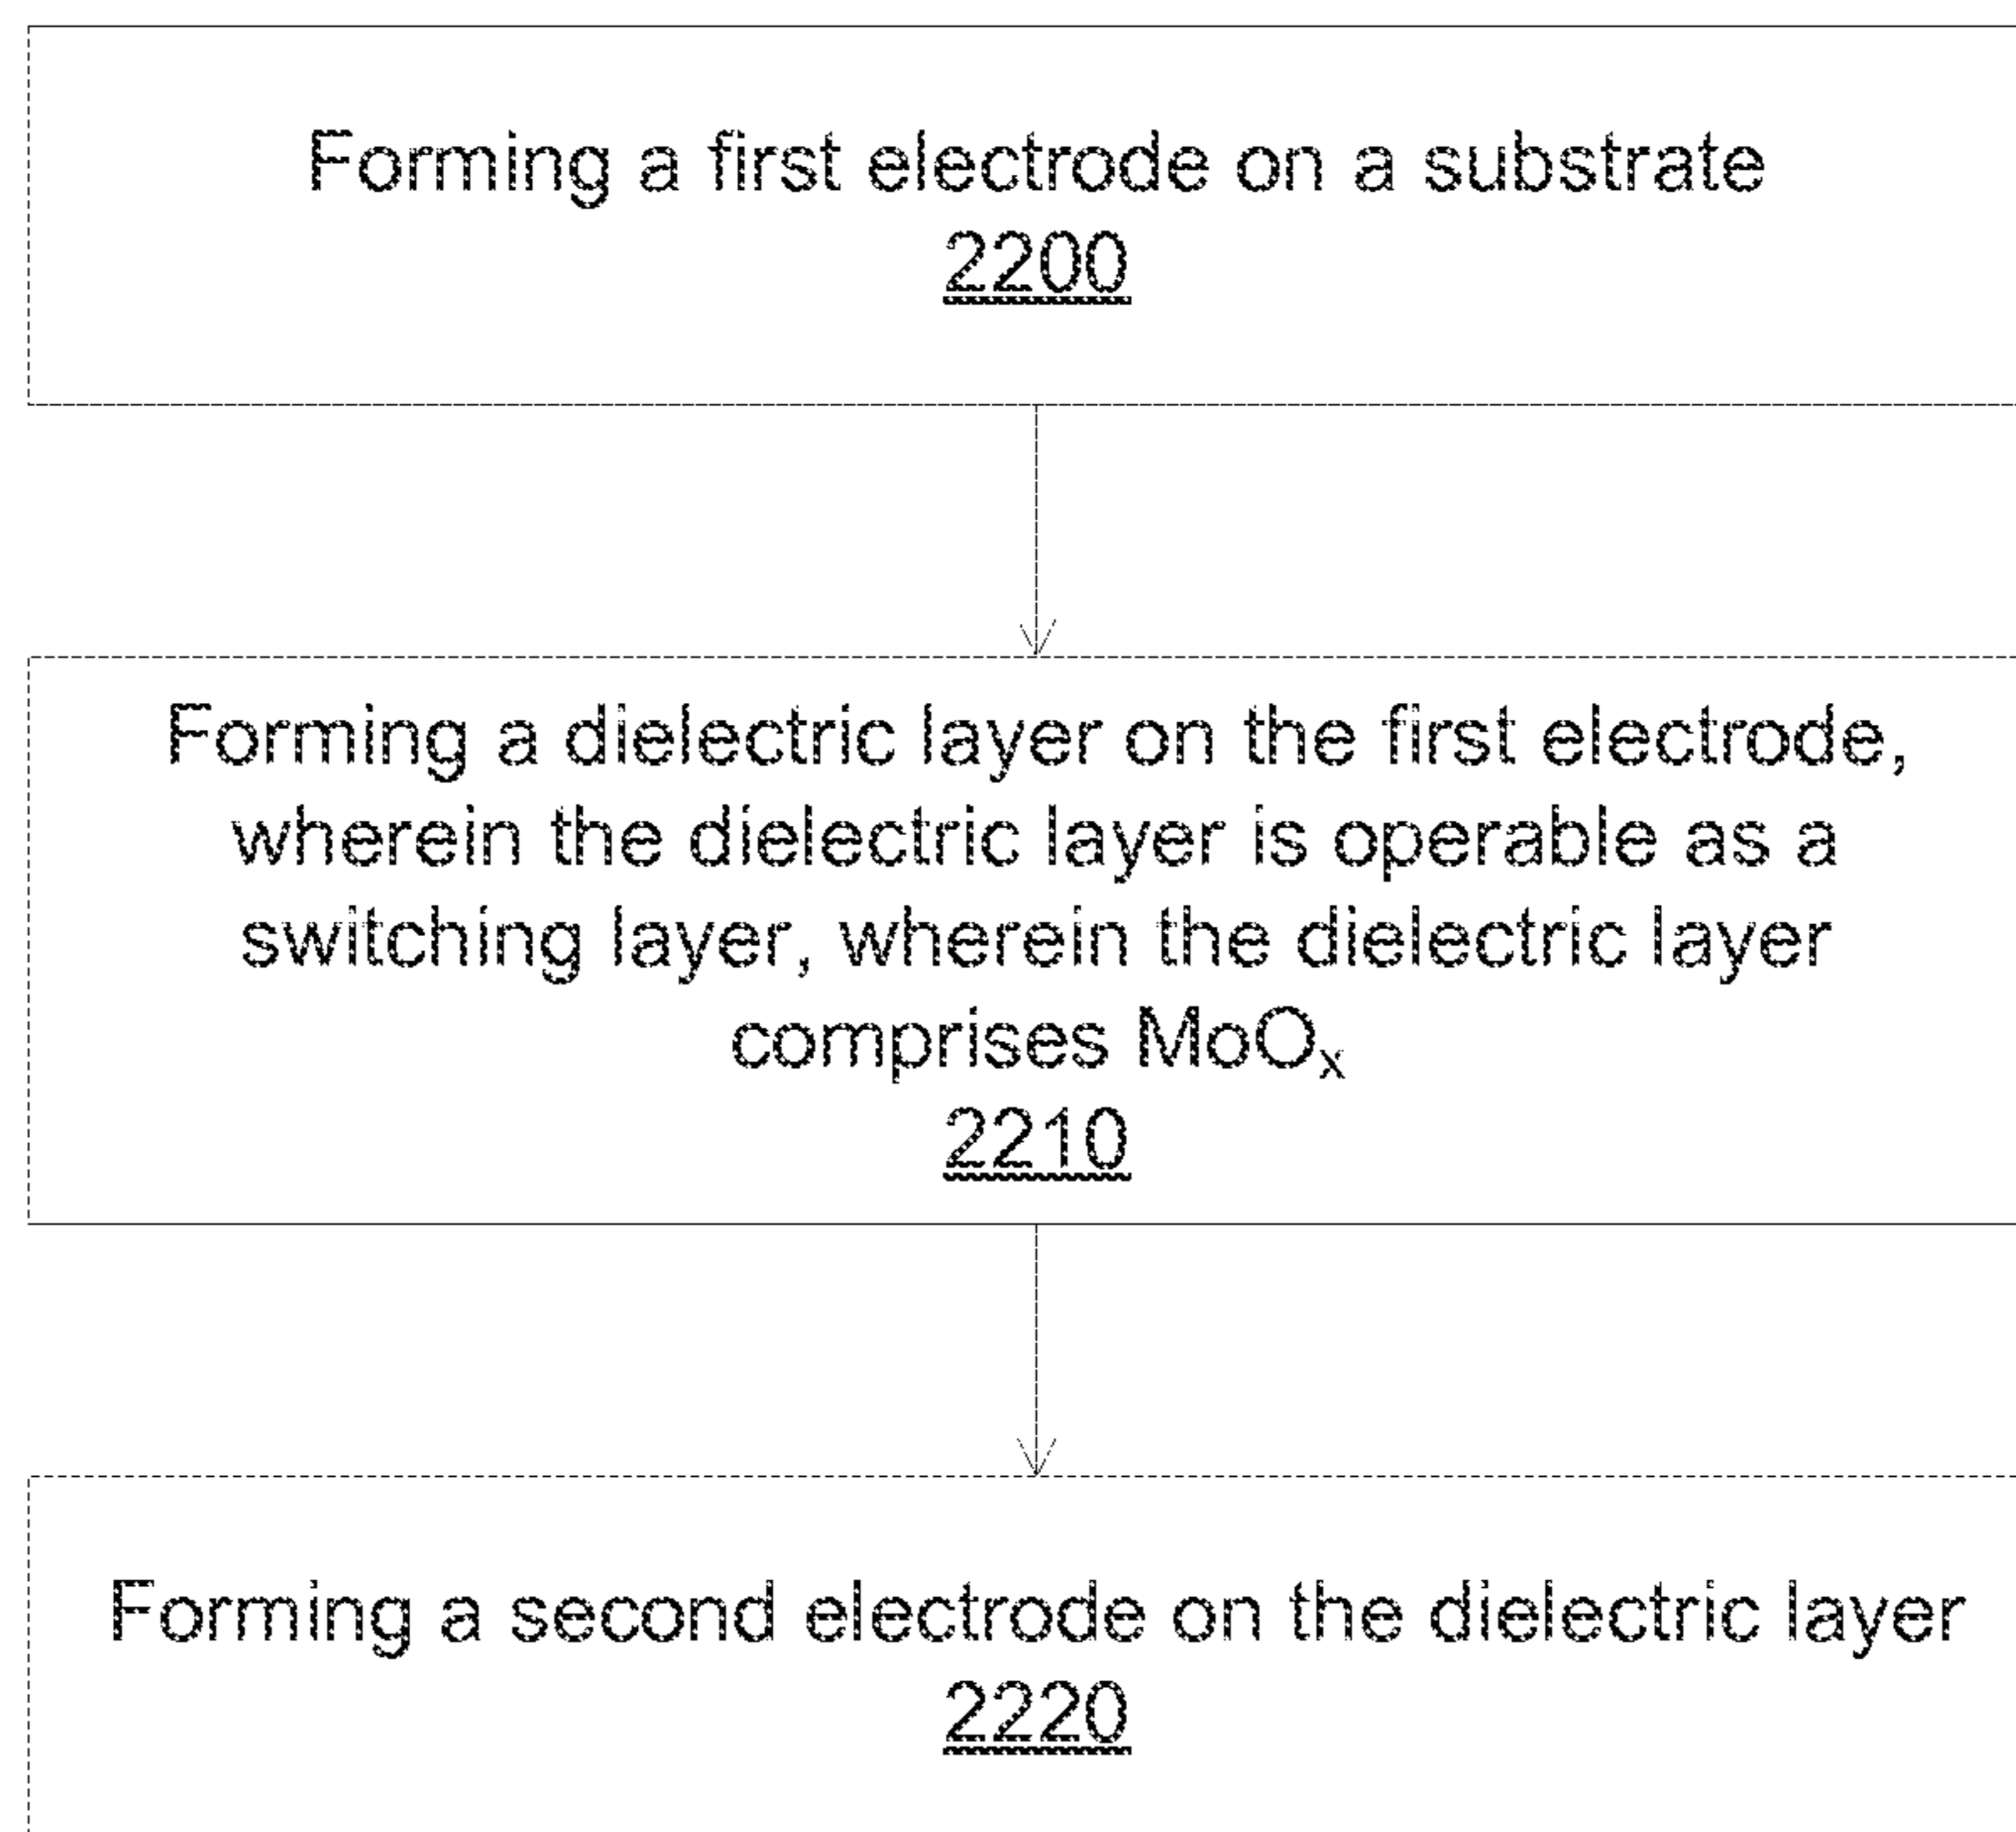 Forming a first electrode on a substrate
2200
Forming a dielectric layer on the first electrode,
wherein the dielectric layer is operable as a
switching layer, wherein the dielectric layer
comprises MoOₓ
2210
Forming a second electrode on the dielectric layer
2220